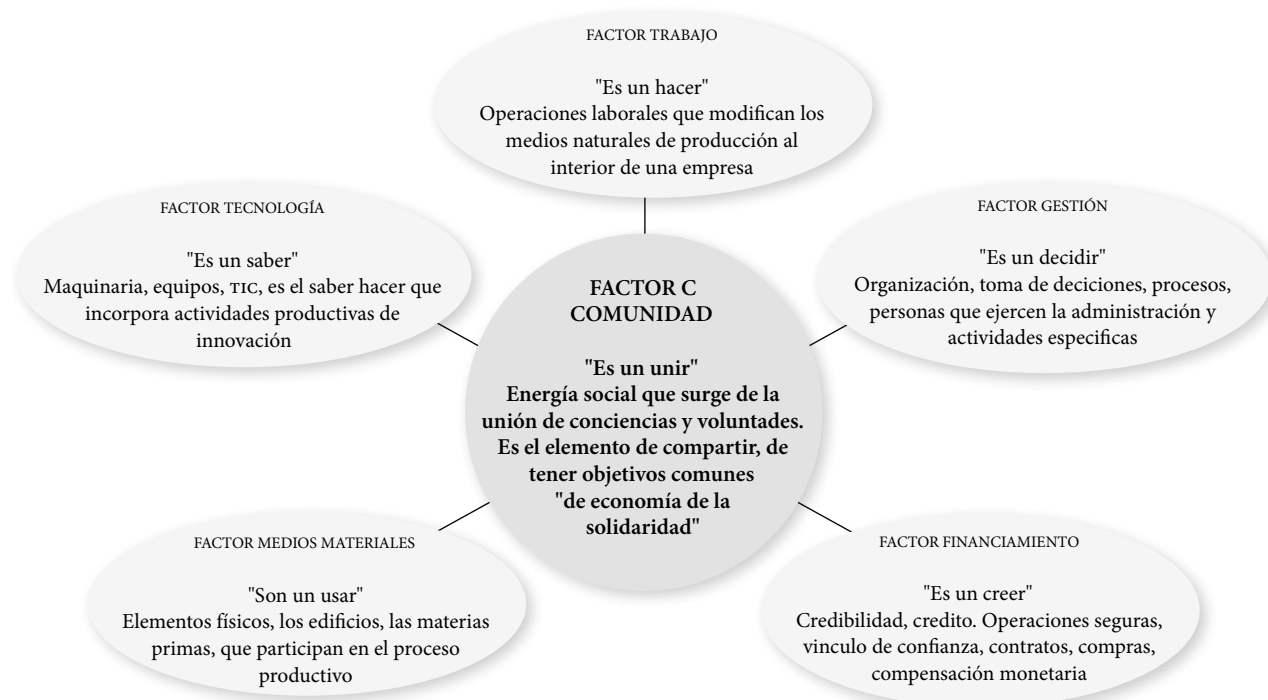 FACTOR TRABAJO
"Es un hacer"
Operaciones laborales que modifican los
medios naturales de producción al
interior de una empresa
FACTOR TECNOLOGÍA
"Es un saber"
Maquinaria, equipos, TIC, es el saber hacer que
incorpora actividades productivas de
innovación
FACTOR GESTIÓN
"Es un decidir"
Organización, toma de deciciones, procesos,
personas que ejercen la administración y
actividades especificas
FACTOR C
COMUNIDAD
"Es un unir"
Energía social que surge de la
unión de conciencias y voluntades.
Es el elemento de compartir, de
tener objetivos comunes
"de economía de la
solidaridad"
FACTOR MEDIOS MATERIALES
"Son un usar"
Elementos físicos, los edificios, las materias
primas, que participan en el proceso
productivo
FACTOR FINANCIAMIENTO
"Es un creer"
Credibilidad, credito. Operaciones seguras,
vinculo de confianza, contratos, compras,
compensación monetaria